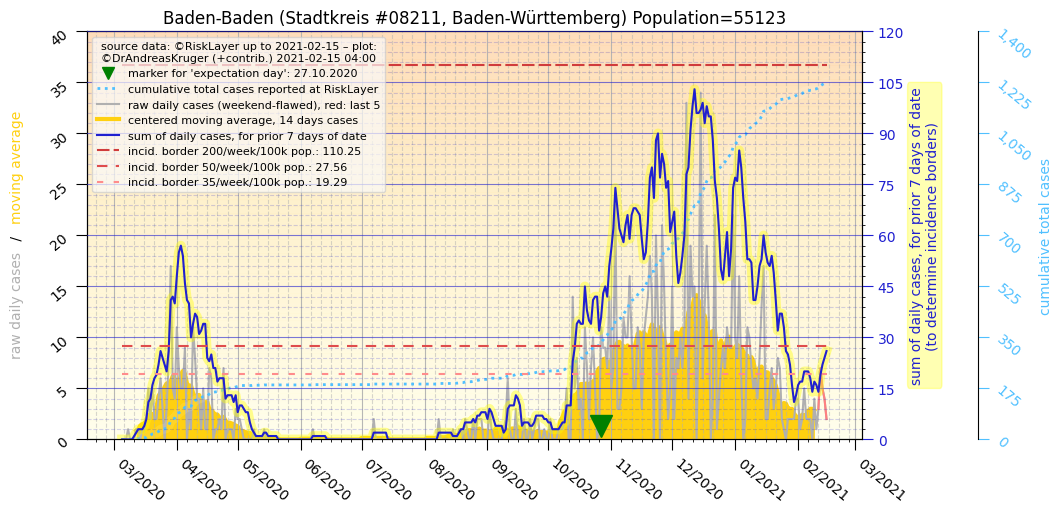 Baden-Baden (Stadtkreis #08211, Baden-Württemberg) Population=55123
source data: ©RiskLayer up to 2021-02-15 – plot:
©DrAndreasKruger (+contrib.) 2021-02-15 04:00
marker for 'expectation day': 27.10.2020
cumulative total cases reported at RiskLayer
raw daily cases (weekend-flawed), red: last 5
centered moving average, 14 days cases
sum of daily cases, for prior 7 days of date
incid. border 200/week/100k pop.: 110.25
incid. border 50/week/100k pop.: 27.56
incid. border 35/week/100k pop.: 19.29
raw daily cases / moving average
40
35
30
25
20
15
10
5
0
03/2020
04/2020
05/2020
06/2020
07/2020
08/2020
09/2020
10/2020
11/2020
12/2020
01/2021
02/2021
03/2021
120
105
90
75
60
45
30
15
0
sum of daily cases, for prior 7 days of date
(to determine incidence borders)
1,400
1,225
1,050
875
700
525
350
175
0
cumulative total cases